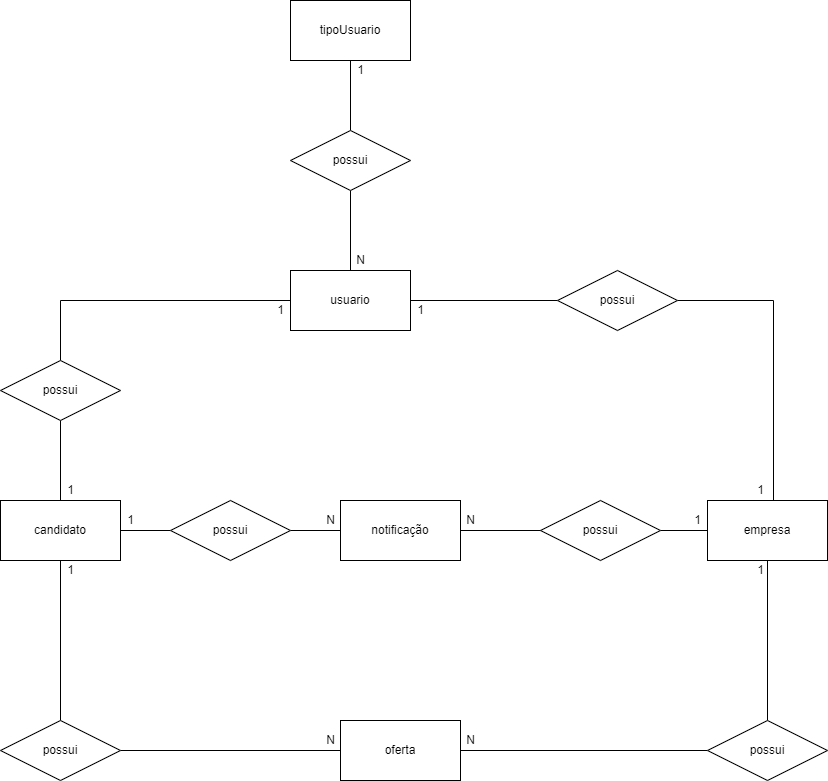 tipoUsuario
1
possui
N
usuario
1
1
possui
possui
1
1
candidato
1
possui
N
notificação
N
possui
1
empresa
1
1
possui
N
oferta
N
possui